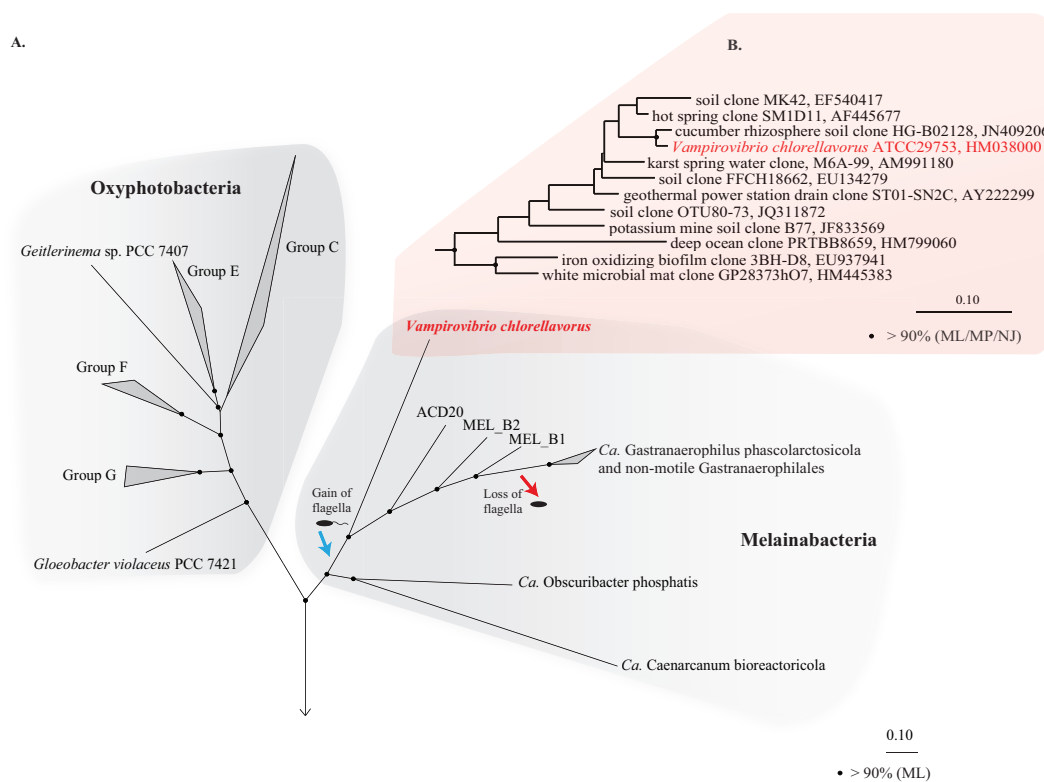 A.
B.
soil clone MK42, EF540417
hot spring clone SM1D11, AF445677
cucumber rhizosphere soil clone HG-B02128, JN409206
Vampirovibrio chlorellavorus ATCC29753, HM038000
karst spring water clone, M6A-99, AM991180
soil clone FFCH18662, EU134279
geothermal power station drain clone ST01-SN2C, AY222299
soil clone OTU80-73, JQ311872
potassium mine soil clone B77, JF833569
deep ocean clone PRTBB8659, HM799060
iron oxidizing biofilm clone 3BH-D8, EU937941
white microbial mat clone GP28373hO7, HM445383
0.10
> 90% (ML/MP/NJ)
Oxyphotobacteria
Geitlerinema sp. PCC 7407
Group C
Group E
Group F
Group G
Gloeobacter violaceus PCC 7421
Vampirovibrio chlorellavorus
ACD20
MEL_B2
MEL_B1
Ca. Gastranaerophilus phascolarctosicola
and non-motile Gastranaerophilales
Gain of
flagella
Loss of
flagella
Melainabacteria
Ca. Obscuribacter phosphatis
Ca. Caenarcanum bioreactoricola
0.10
> 90% (ML)